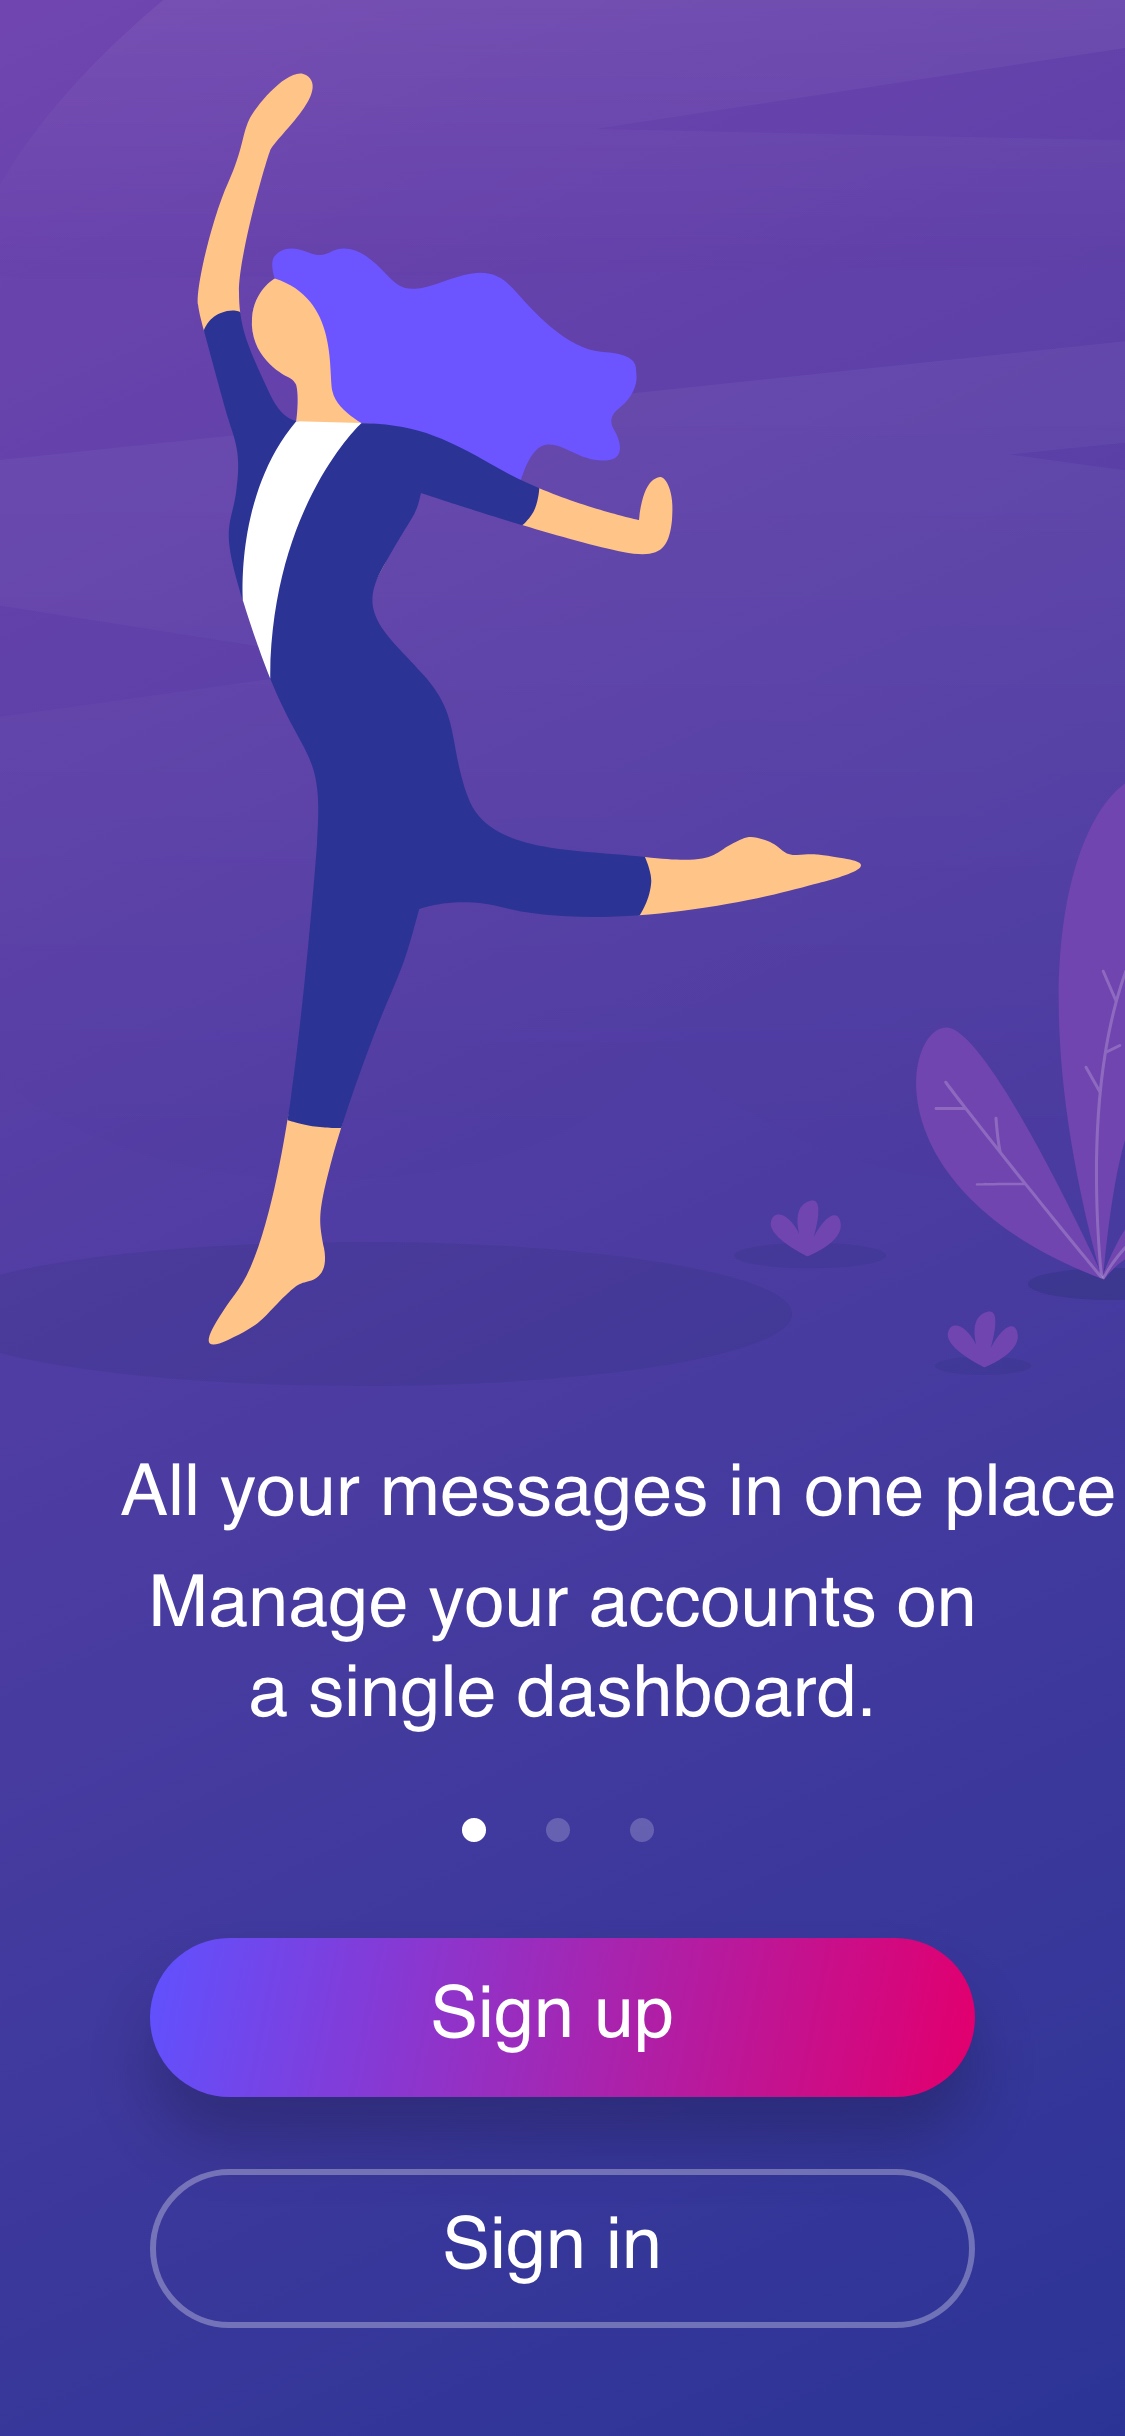 All your messages in one place
Manage your accounts on
a single dashboard.
Sign up
Sign in